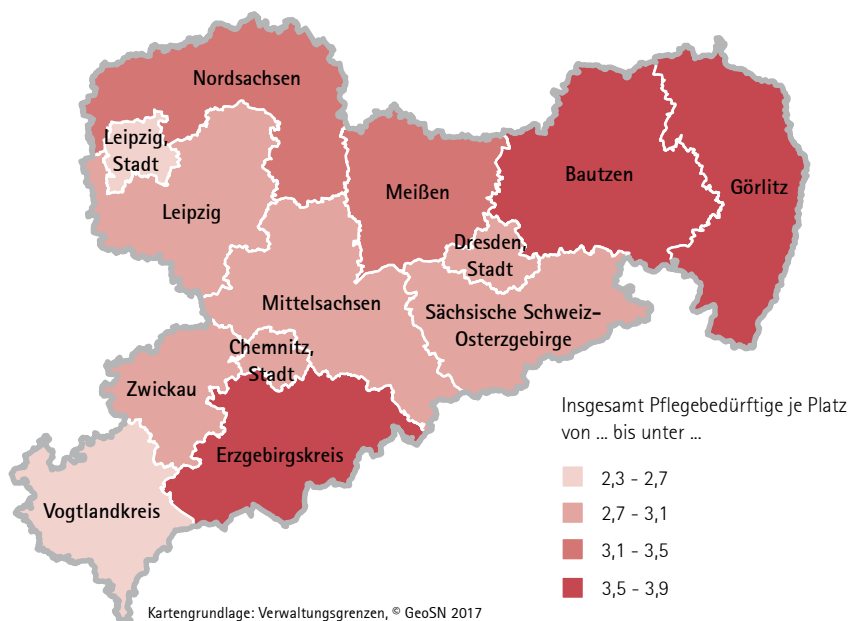 Nordsachsen
Leipzig,
Stadt
Leipzig
Meißen
Bautzen
Görlitz
Dresden,
Stadt
Mittelsachsen
Sächsische Schweiz-
Osterzgebirge
Chemnitz,
Stadt
Zwickau
Erzgebirgskreis
Vogtlandkreis
Insgesamt Pflegebedürftige je Platz
von ... bis unter ...
2,3 - 2,7
2,7 - 3,1
3,1 - 3,5
3,5 - 3,9
Kartengrundlage: Verwaltungsgrenzen, © GeoSN 2017